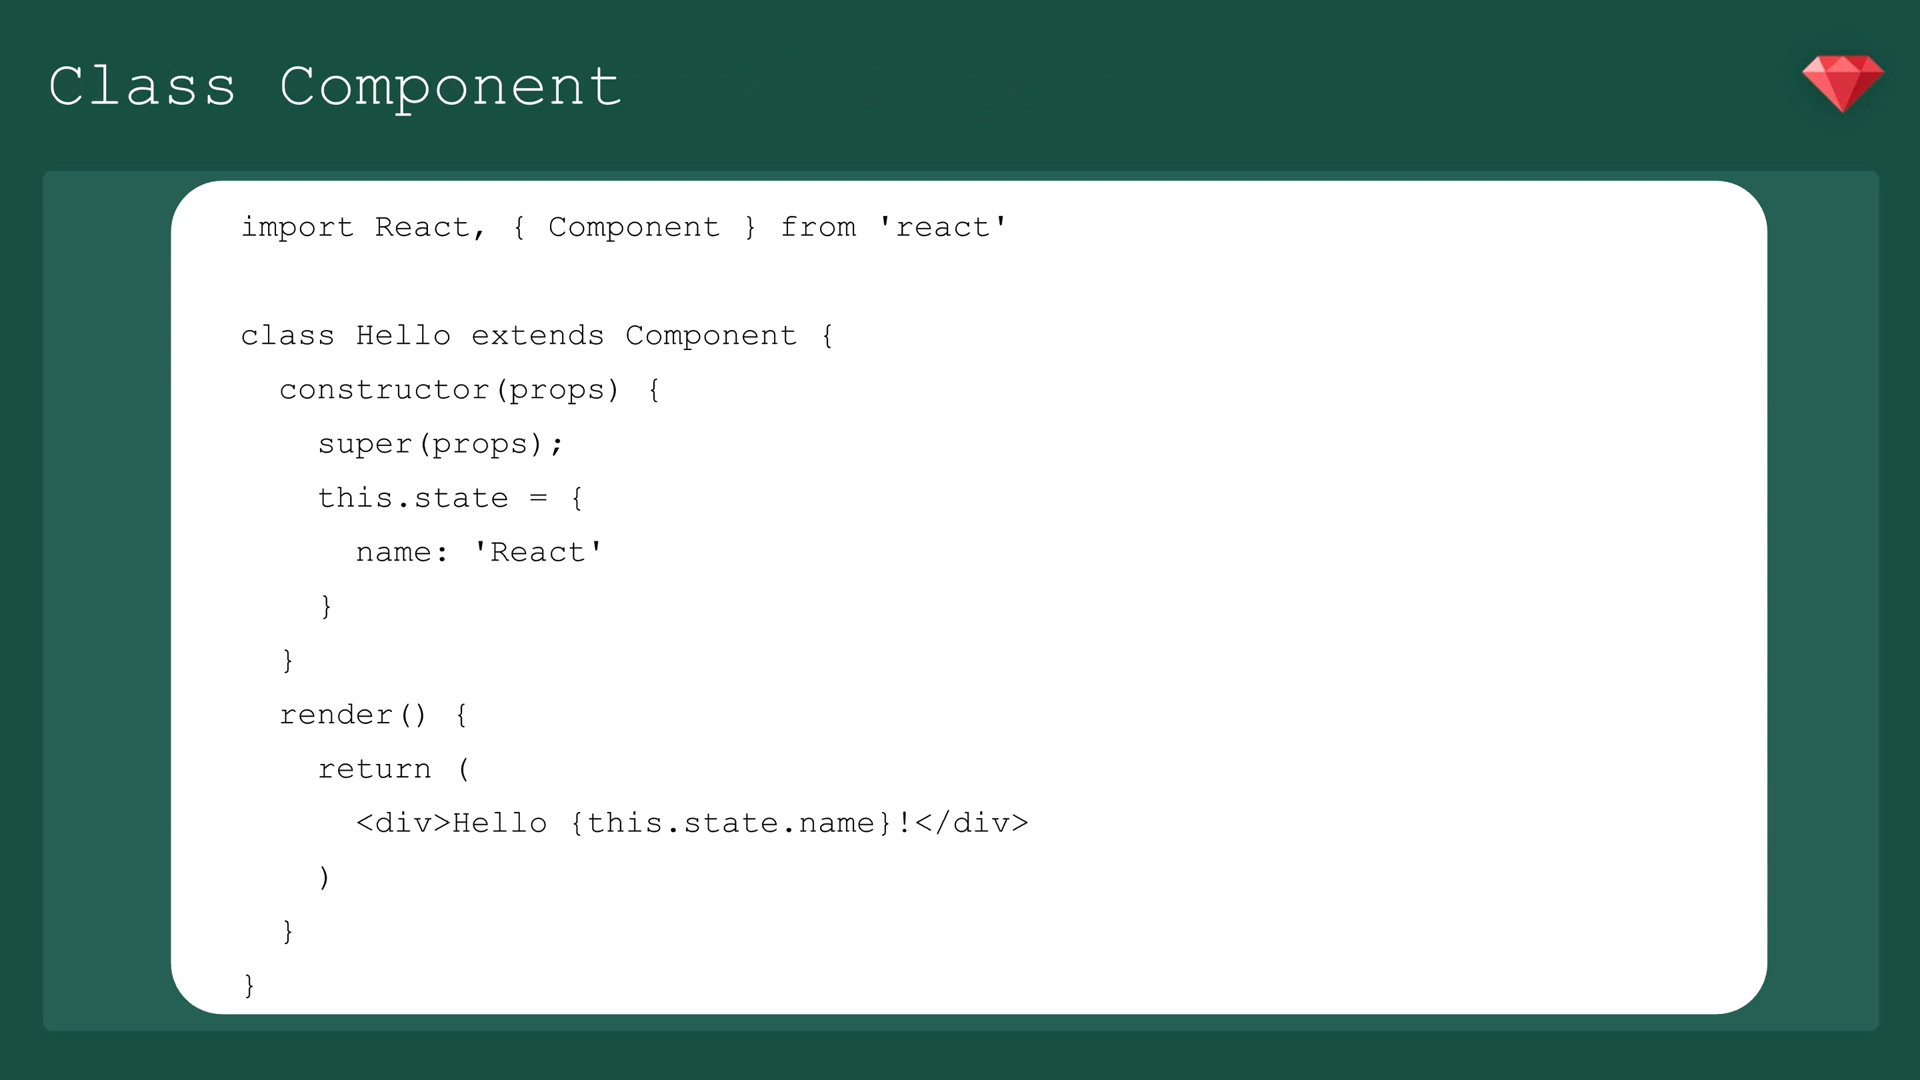 Class Component
import React, { Component } from 'react'
class Hello extends Component {
constructor(props) {
super(props);
this.state = {
name: 'React'
}
}
render() {
return (
<div>Hello {this.state.name}!</div>
)
}
}